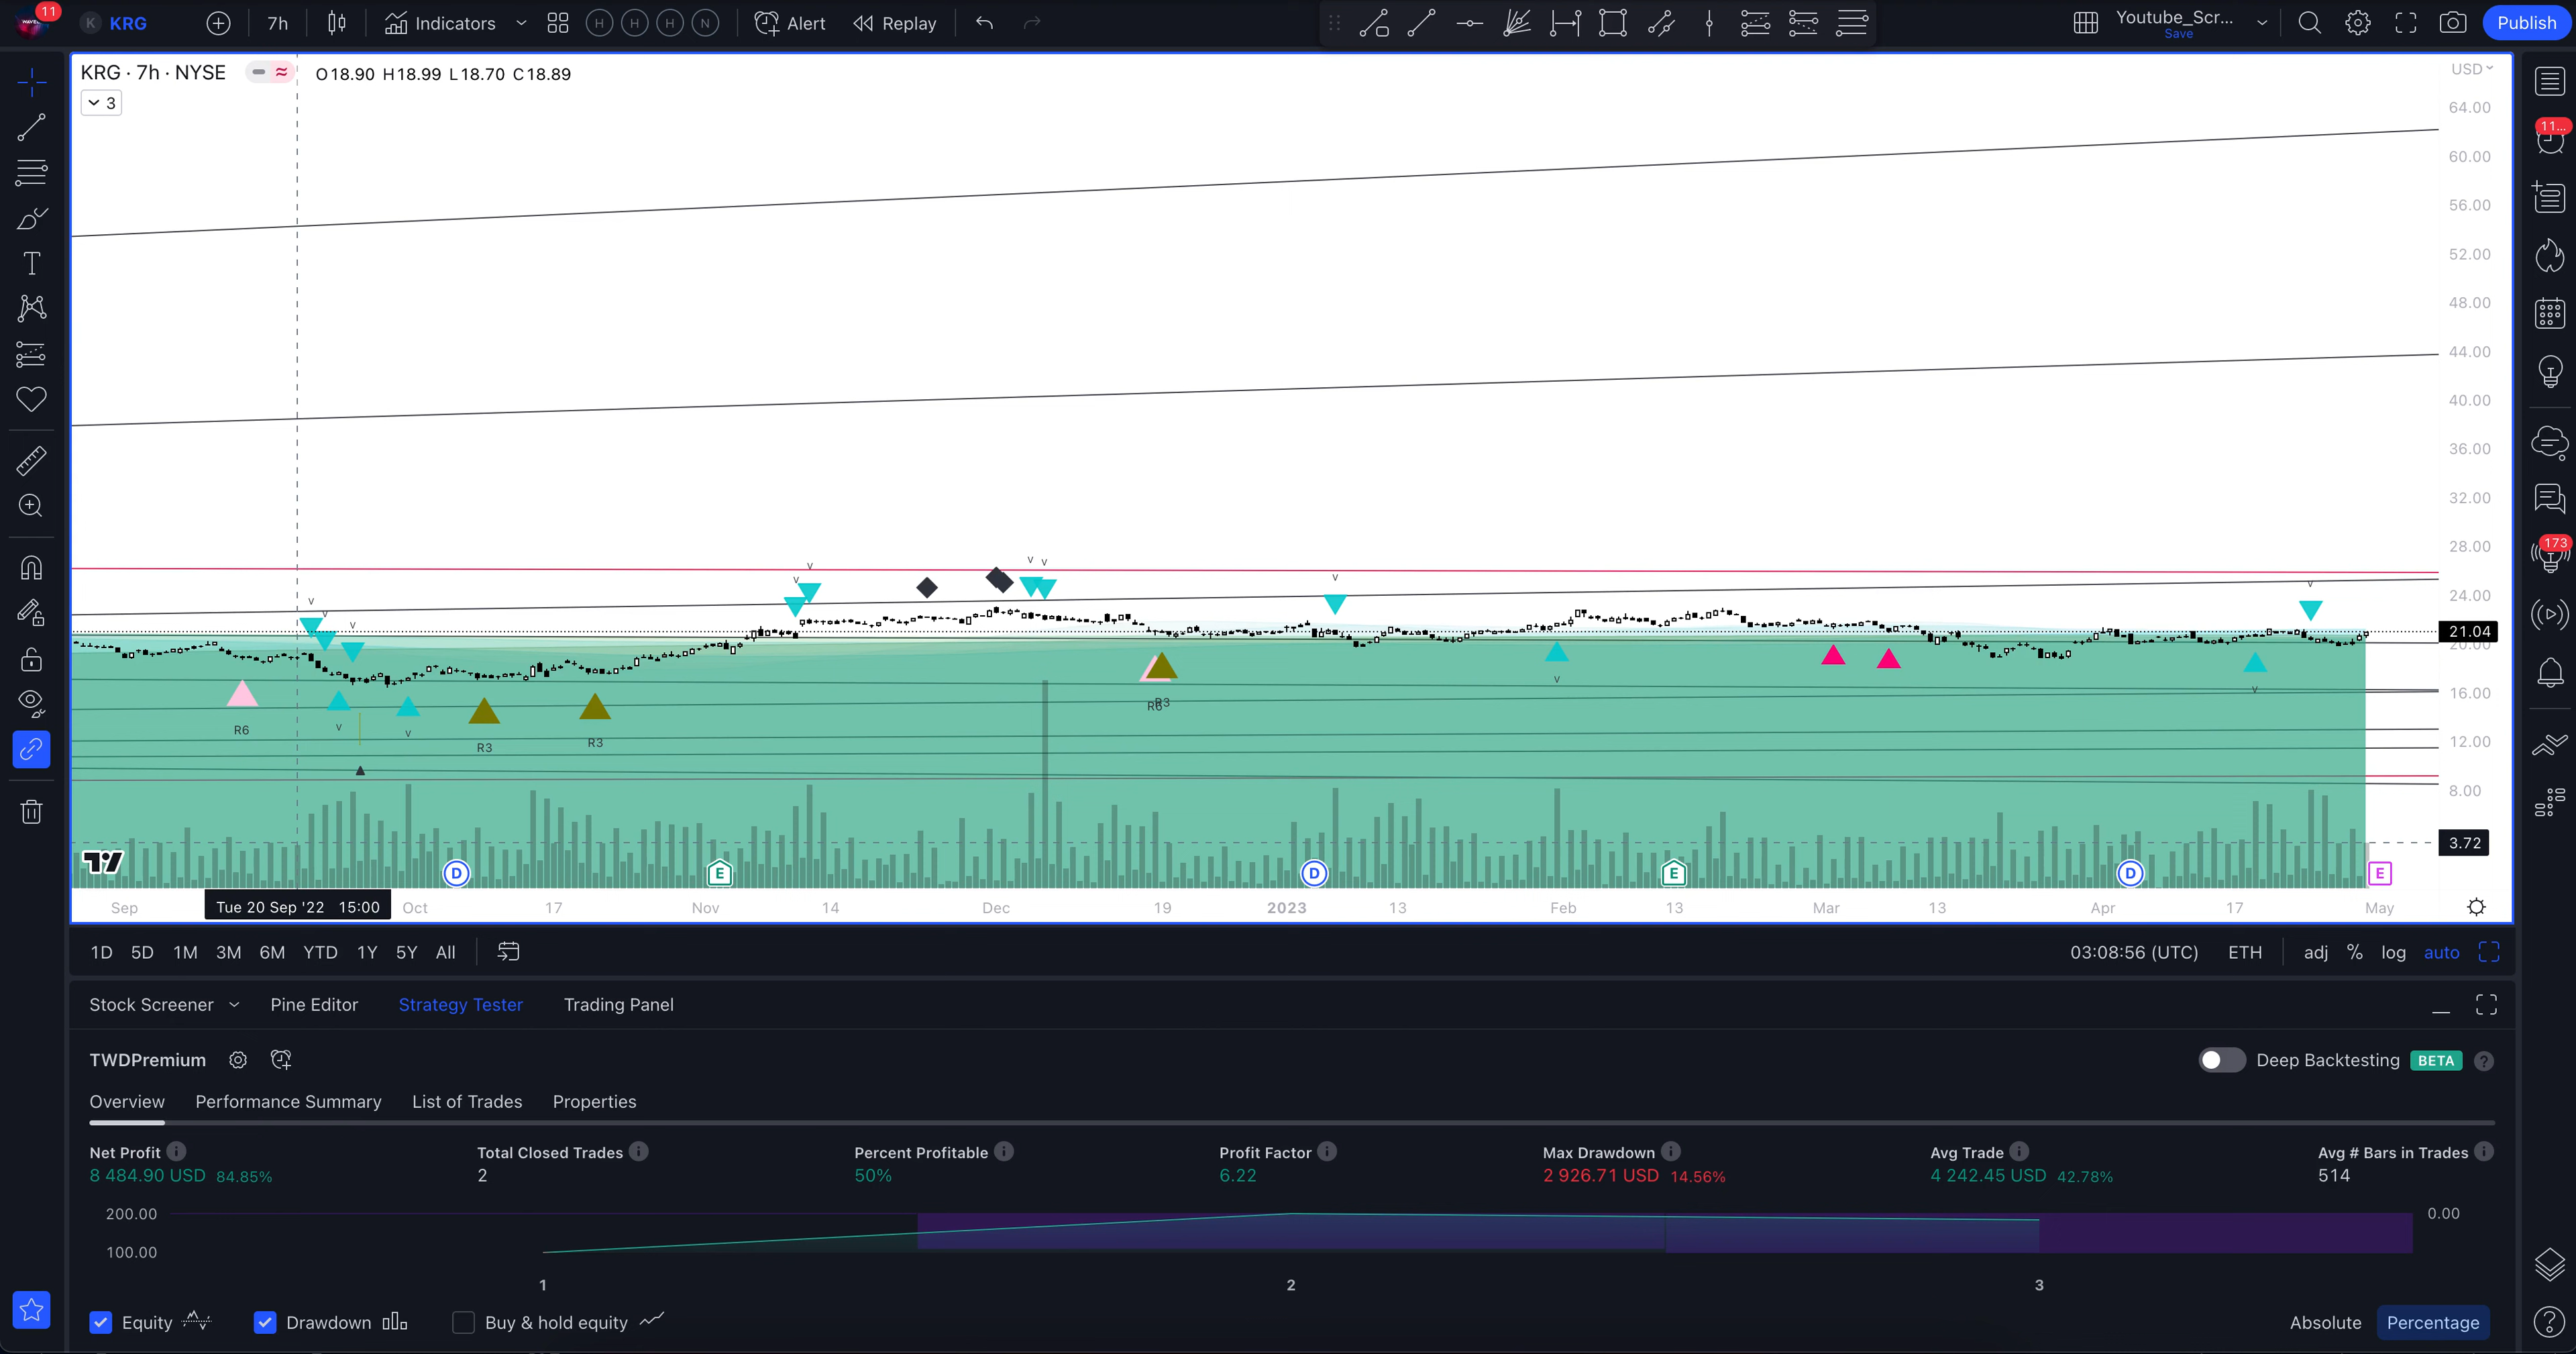 11
K KRG 7h Indicators H H H N Alert Replay Youtube_Scr... Save Publish
KRG · 7h · NYSE O18.90 H18.99 L18.70 C18.89
3
USD
64.00
60.00
56.00
52.00
48.00
44.00
40.00
36.00
32.00
28.00
24.00
21.04
20.00
16.00
12.00
8.00
3.72
11...
173
v v v v v v v v v
R6 v v R3 R3 R6 R3 v v
D E D E D E
Sep Tue 20 Sep '22 15:00 Oct 17 Nov 14 Dec 19 2023 13 Feb 13 Mar 13 Apr 17 May
1D 5D 1M 3M 6M YTD 1Y 5Y All 03:08:56 (UTC) ETH adj % log auto
Stock Screener Pine Editor Strategy Tester Trading Panel
TWDPremium Deep Backtesting BETA ?
Overview Performance Summary List of Trades Properties
Net Profit Total Closed Trades Percent Profitable Profit Factor Max Drawdown Avg Trade Avg # Bars in Trades
8 484.90 USD 84.85% 2 50% 6.22 2 926.71 USD 14.56% 4 242.45 USD 42.78% 514
200.00 0.00
100.00
1 2 3
Equity Drawdown Buy & hold equity Absolute Percentage